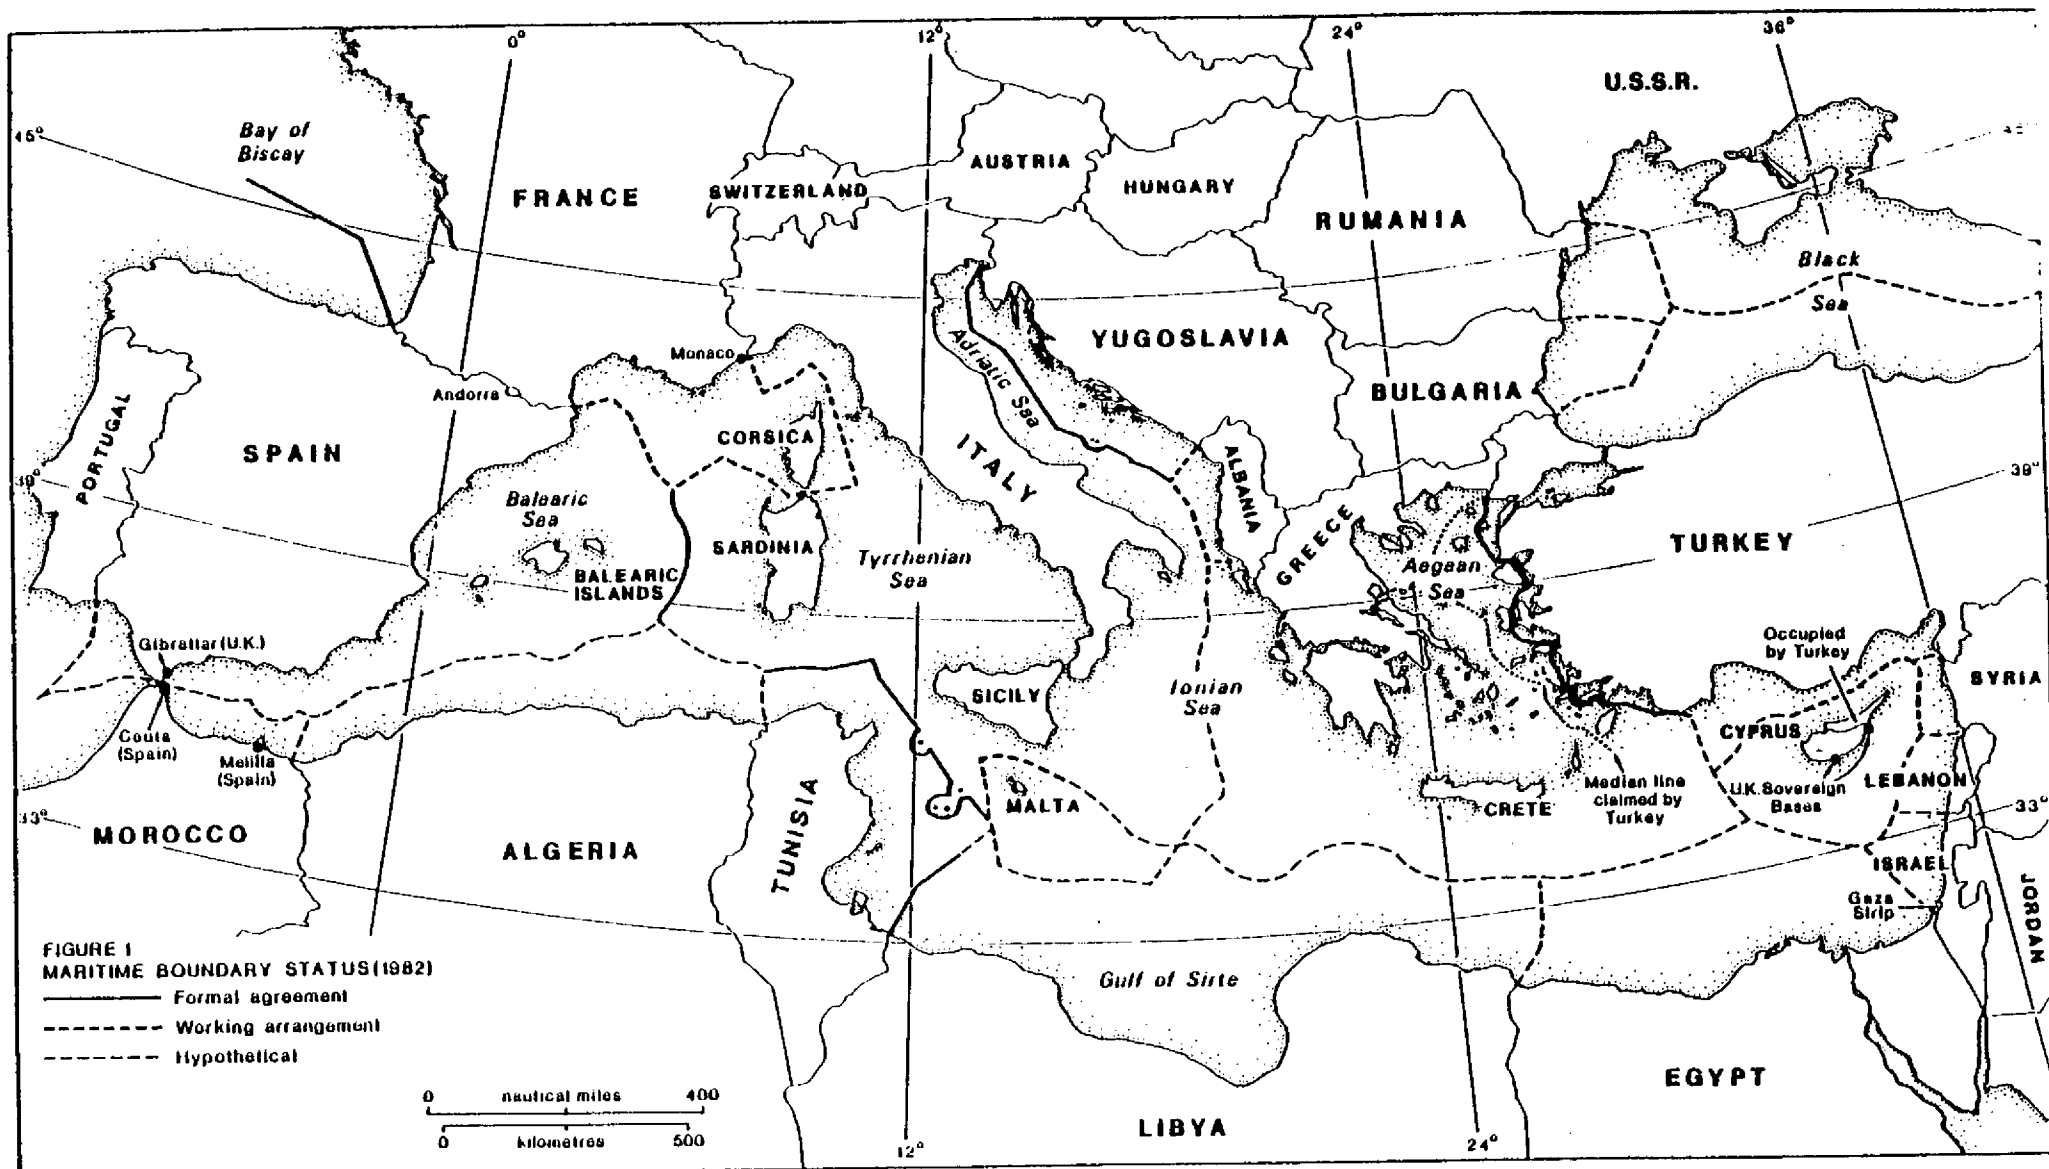 0°
12°
24°
36°
U.S.S.R.
45°
Bay of
Biscay
FRANCE
SWITZERLAND
AUSTRIA
HUNGARY
RUMANIA
Black
Sea
Monaco
Andorra
Adriatic Sea
YUGOSLAVIA
BULGARIA
PORTUGAL
SPAIN
CORSICA
ITALY
ALBANIA
39°
39°
Balearic
Sea
BALEARIC
ISLANDS
SARDINIA
Tyrrhenian
Sea
GREECE
Aegean
Sea
TURKEY
Gibraltar (U.K.)
Occupied
by Turkey
SYRIA
SICILY
Ionian
Sea
Ceuta
(Spain)
Melilla
(Spain)
CYPRUS
LEBANON
MALTA
CRETE
Median line
claimed by
Turkey
U.K. Sovereign
Bases
33°
33°
MOROCCO
ALGERIA
TUNISIA
ISRAEL
Gaza
Strip
JORDAN
FIGURE 1
MARITIME BOUNDARY STATUS (1982)
Formal agreement
Working arrangement
Hypothetical
Gulf of Sirte
0 nautical miles 400
0 kilometres 500
LIBYA
EGYPT
12°
24°